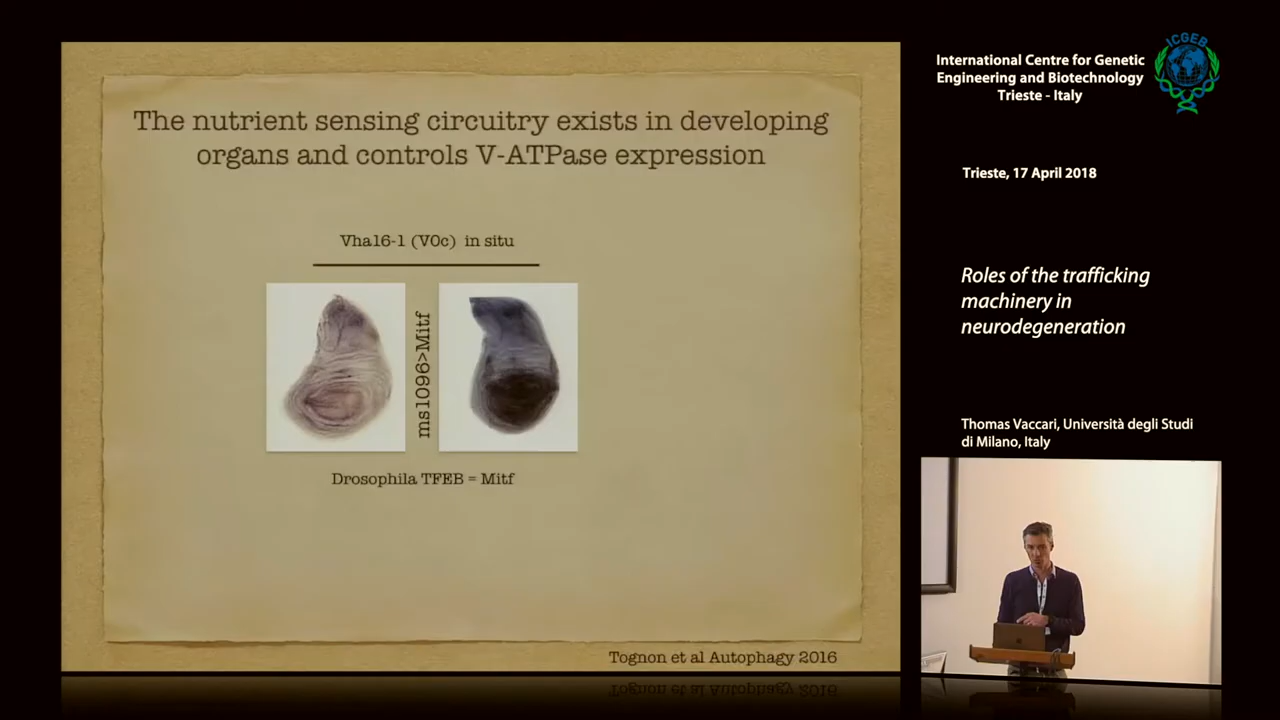 The nutrient sensing circuitry exists in developing
organs and controls V-ATPase expression
Vha16-1 (V0c) in situ
ms1096>Mitf
Drosophila TFEB = Mitf
Tognon et al Autophagy 2016
International Centre for Genetic
Engineering and Biotechnology
Trieste - Italy
ICGEB
Trieste, 17 April 2018
Roles of the trafficking
machinery in
neurodegeneration
Thomas Vaccari, Università degli Studi
di Milano, Italy